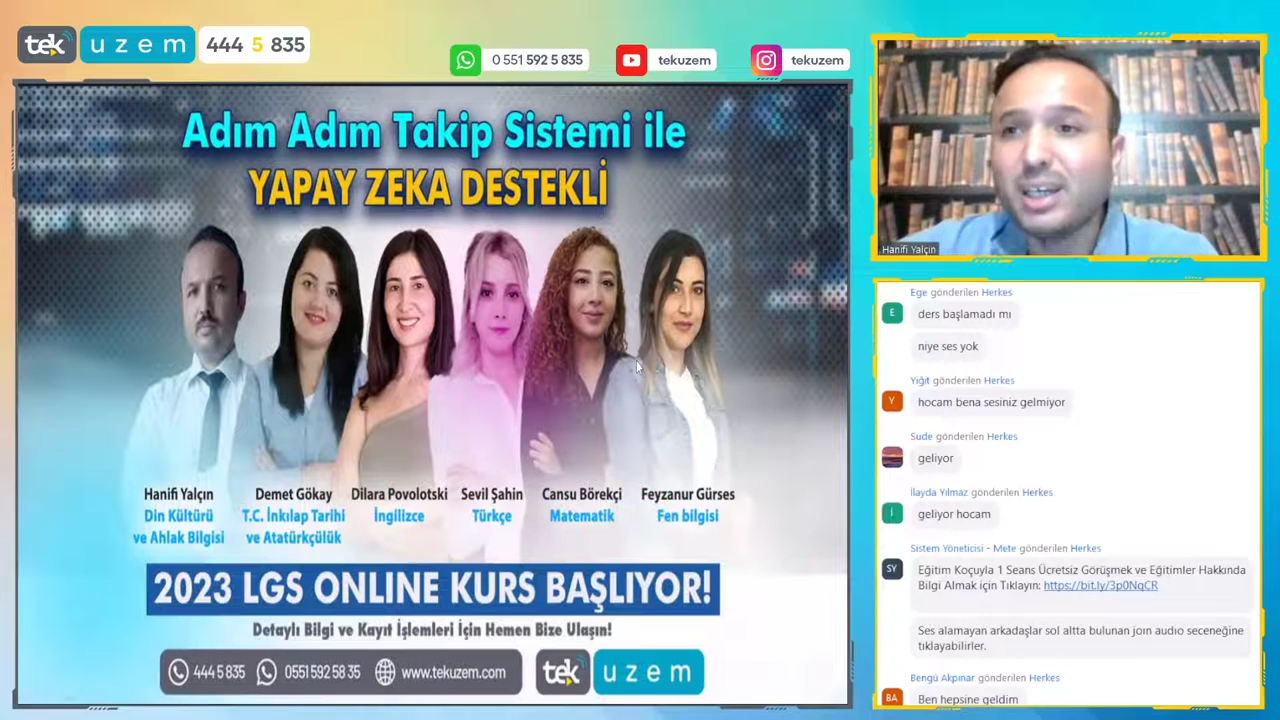 tek
uzem
444 5 835
0 551 592 5 835
tekuzem
tekuzem
Adım Adım Takip Sistemi ile
YAPAY ZEKA DESTEKLİ
Hanifi Yalçın
Din Kültürü
ve Ahlak Bilgisi
Demet Gökay
T.C. İnkılap Tarihi
ve Atatürkçülük
Dilara Povolotski
İngilizce
Sevil Şahin
Türkçe
Cansu Börekçi
Matematik
Feyzanur Gürses
Fen bilgisi
2023 LGS ONLINE KURS BAŞLIYOR!
Detaylı Bilgi ve Kayıt İşlemleri İçin Hemen Bize Ulaşın!
444 5 835
0551 592 58 35
www.tekuzem.com
tek
uzem
Hanifi Yalçın
Ege gönderilen Herkes
E
ders başlamadı mı
niye ses yok
Yiğit gönderilen Herkes
Y
hocam bena sesiniz gelmiyor
Sude gönderilen Herkes
geliyor
İlayda Yılmaz gönderilen Herkes
İ
geliyor hocam
Sistem Yöneticisi - Mete gönderilen Herkes
SY
Eğitim Koçuyla 1 Seans Ücretsiz Görüşmek ve Eğitimler Hakkında
Bilgi Almak için Tıklayın: https://bit.ly/3p0NqCR
Ses alamayan arkadaşlar sol altta bulunan joın audıo seceneğine
tıklayabilirler.
Bengü Akpınar gönderilen Herkes
BA
Ben hepsine geldim